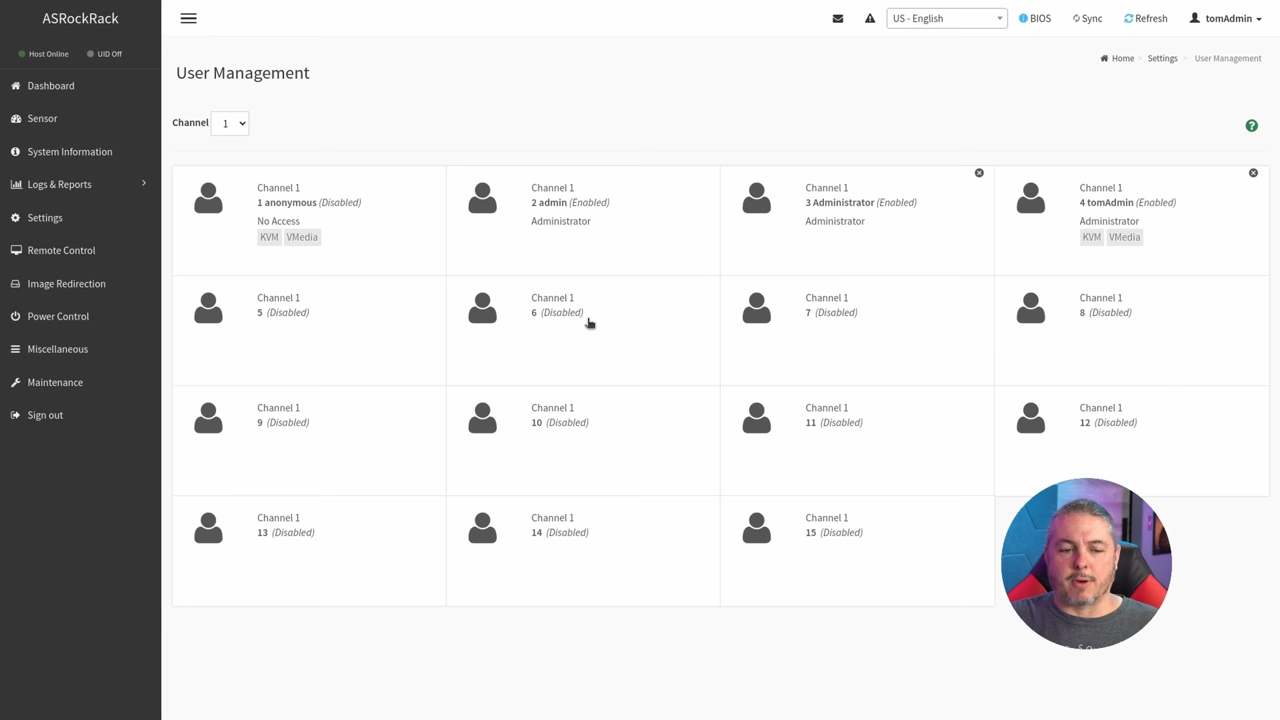 ASRockRack
US - English
BIOS
Sync
Refresh
tomAdmin
Host Online
UID Off
Home > Settings > User Management
Dashboard
Sensor
System Information
Logs & Reports
Settings
Remote Control
Image Redirection
Power Control
Miscellaneous
Maintenance
Sign out
User Management
Channel 1
?
Channel 1
1 anonymous (Disabled)
No Access
KVM VMedia
Channel 1
2 admin (Enabled)
Administrator
Channel 1
3 Administrator (Enabled)
Administrator
Channel 1
4 tomAdmin (Enabled)
Administrator
KVM VMedia
Channel 1
5 (Disabled)
Channel 1
6 (Disabled)
Channel 1
7 (Disabled)
Channel 1
8 (Disabled)
Channel 1
9 (Disabled)
Channel 1
10 (Disabled)
Channel 1
11 (Disabled)
Channel 1
12 (Disabled)
Channel 1
13 (Disabled)
Channel 1
14 (Disabled)
Channel 1
15 (Disabled)